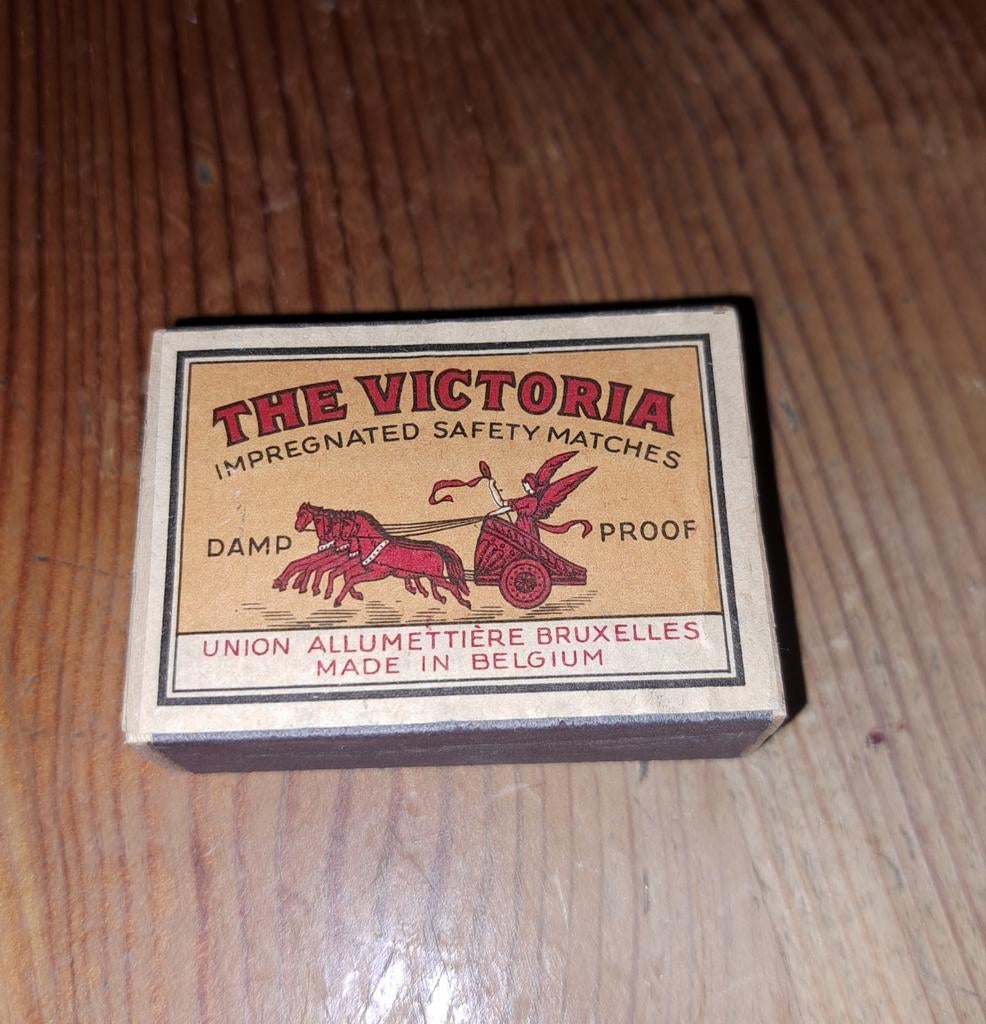 THE VICTORIA
IMPREGNATED SAFETY MATCHES
DAMP PROOF
UNION ALLUMETTIÈRE BRUXELLES
MADE IN BELGIUM